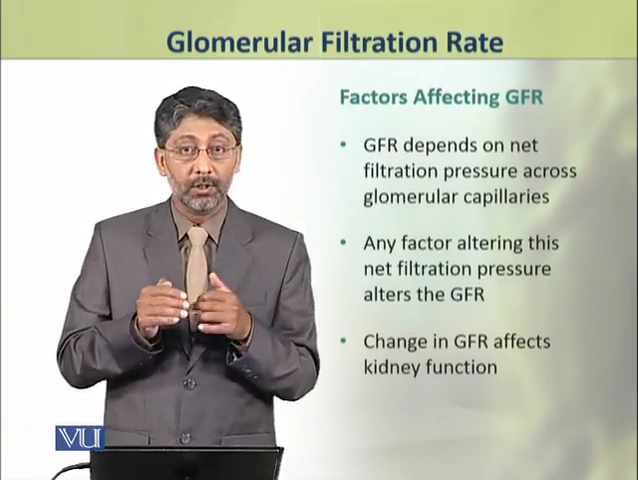 Glomerular Filtration Rate
Factors Affecting GFR
• GFR depends on net
filtration pressure across
glomerular capillaries
• Any factor altering this
net filtration pressure
alters the GFR
• Change in GFR affects
kidney function
VU